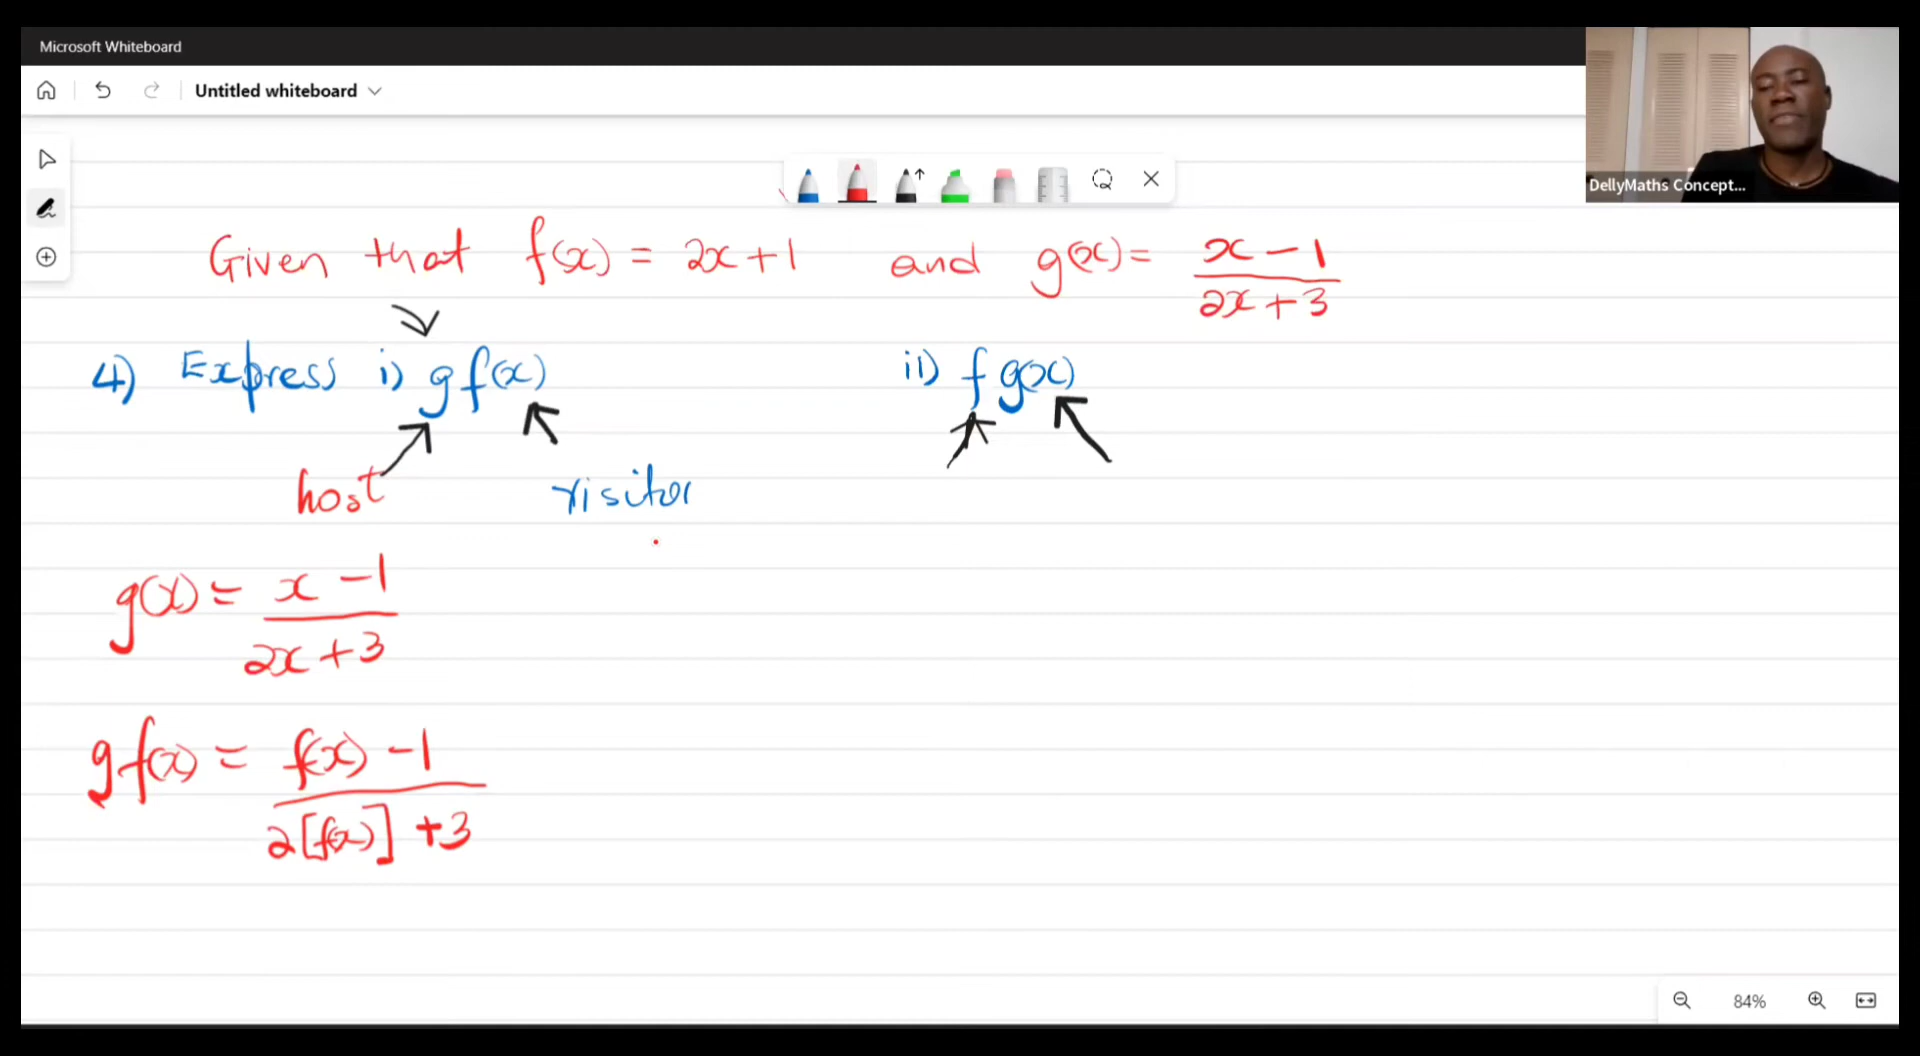 Microsoft Whiteboard
Untitled whiteboard
DellyMaths Concept...
Given that f(x) = 2x+1 and g(x) = x-1 / 2x+3
4) Express i) gf(x) ii) fg(x)
host visitor
g(x) = x-1 / 2x+3
gf(x) = f(x)-1 / 2[f(x)]+3
84%